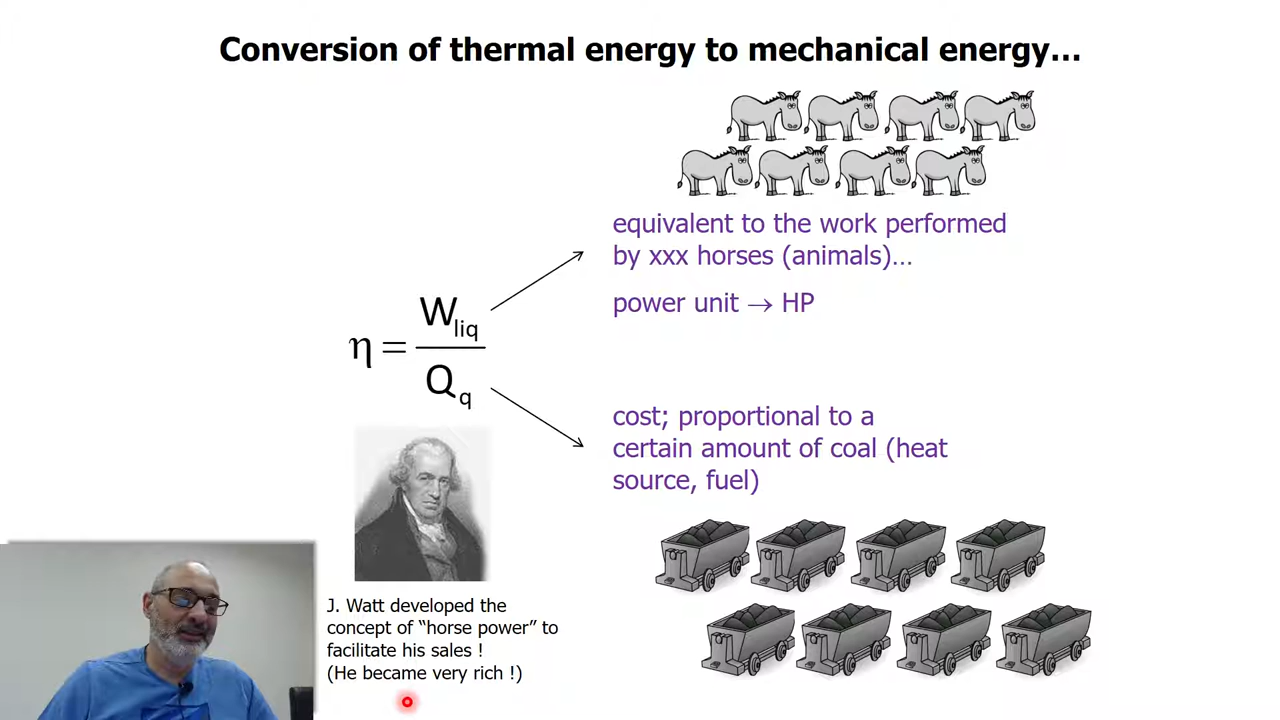 Conversion of thermal energy to mechanical energy…
equivalent to the work performed
by xxx horses (animals)…
power unit → HP
η = W_liq / Q_q
cost; proportional to a
certain amount of coal (heat
source, fuel)
J. Watt developed the
concept of “horse power” to
facilitate his sales !
(He became very rich !)